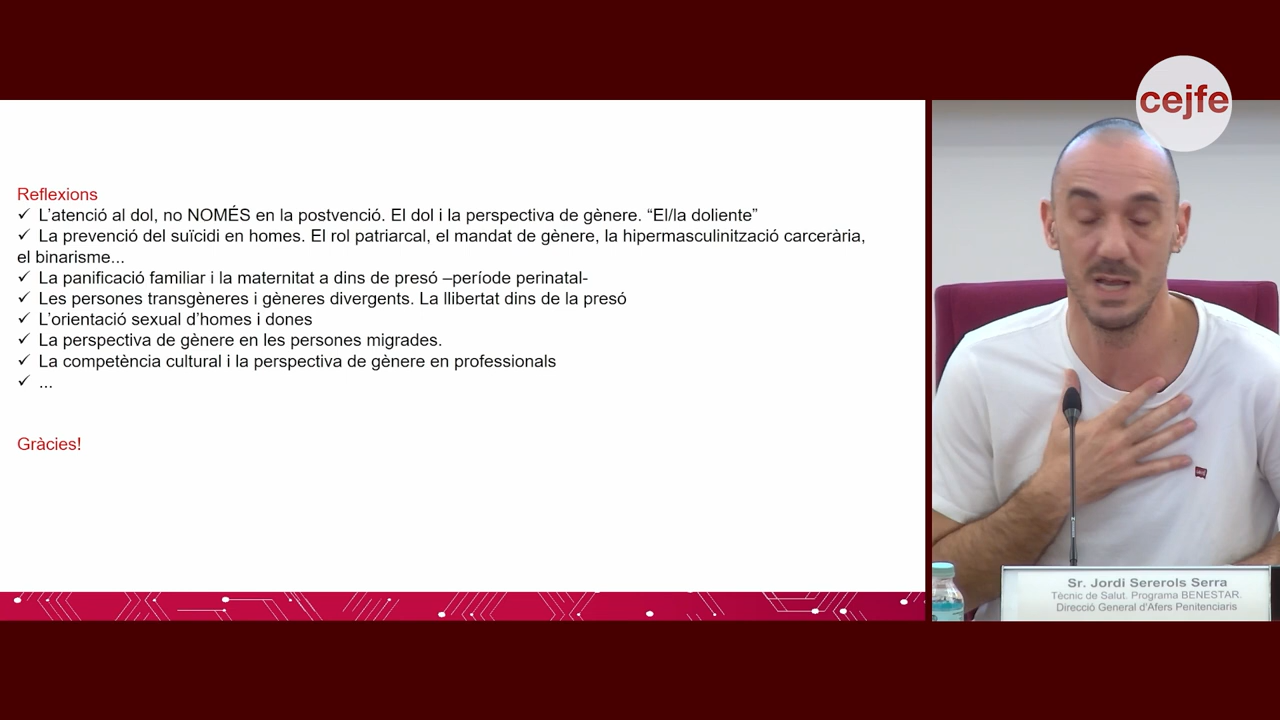 cejfe
Reflexions
✓ L'atenció al dol, no NOMÉS en la postvenció. El dol i la perspectiva de gènere. “El/la doliente”
✓ La prevenció del suïcidi en homes. El rol patriarcal, el mandat de gènere, la hipermasculinització carcerària,
el binarisme...
✓ La panificació familiar i la maternitat a dins de presó –període perinatal-
✓ Les persones transgèneres i gèneres divergents. La llibertat dins de la presó
✓ L'orientació sexual d'homes i dones
✓ La perspectiva de gènere en les persones migrades.
✓ La competència cultural i la perspectiva de gènere en professionals
✓ ...
Gràcies!
Sr. Jordi Sererols Serra
Tècnic de Salut. Programa BENESTAR.
Direcció General d'Afers Penitenciaris